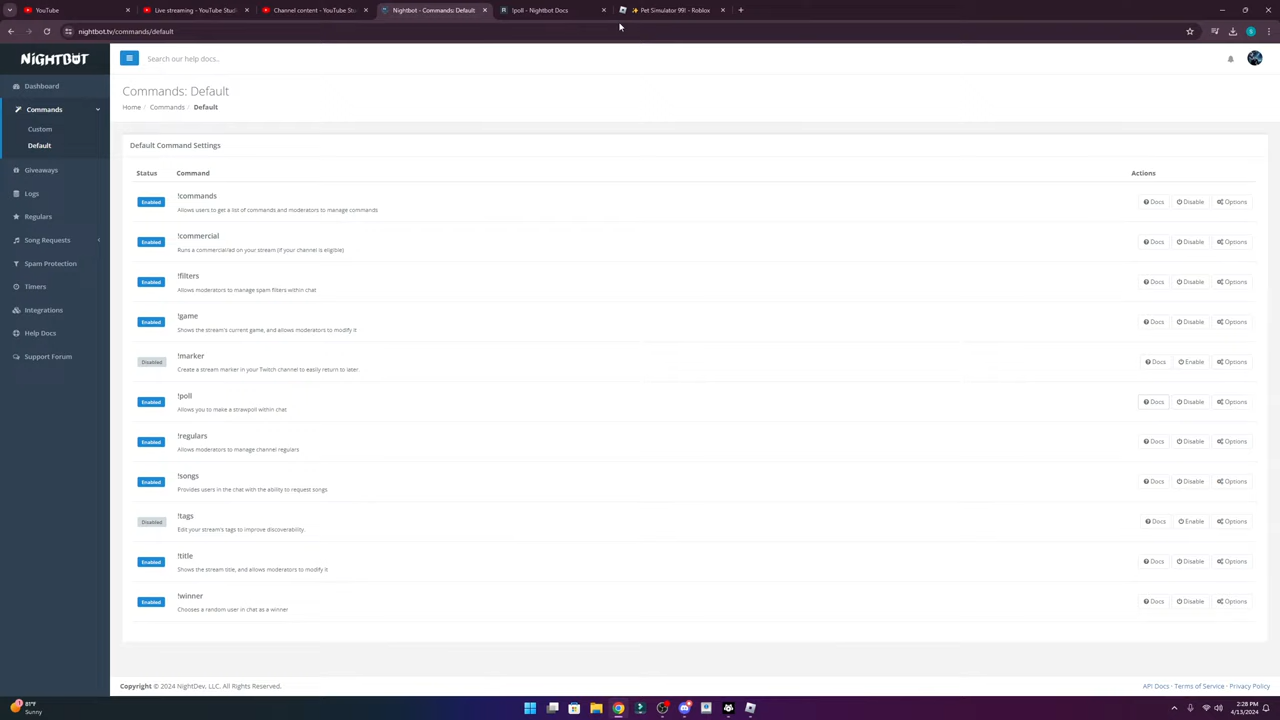 YouTube
Live streaming - YouTube Stud
Channel content - YouTube Stu
Nightbot - Commands: Default
!poll - Nightbot Docs
✨ Pet Simulator 99! - Roblox
nightbot.tv/commands/default
S
NiGHTBOT
Search our help docs..
Dashboard
Commands
Custom
Default
Giveaways
Logs
Regulars
Song Requests
Spam Protection
Timers
Integrations
Help Docs
Support Forum
Commands: Default
Home / Commands / Default
Default Command Settings
Status Command Actions
Enabled !commands Docs Disable Options
Allows users to get a list of commands and moderators to manage commands
Enabled !commercial Docs Disable Options
Runs a commercial/ad on your stream (if your channel is eligible)
Enabled !filters Docs Disable Options
Allows moderators to manage spam filters within chat
Enabled !game Docs Disable Options
Shows the stream's current game, and allows moderators to modify it
Disabled !marker Docs Enable Options
Create a stream marker in your Twitch channel to easily return to later.
Enabled !poll Docs Disable Options
Allows you to make a strawpoll within chat
Enabled !regulars Docs Disable Options
Allows moderators to manage channel regulars
Enabled !songs Docs Disable Options
Provides users in the chat with the ability to request songs
Disabled !tags Docs Enable Options
Edit your stream's tags to improve discoverability.
Enabled !title Docs Disable Options
Shows the stream title, and allows moderators to modify it
Enabled !winner Docs Disable Options
Chooses a random user in chat as a winner
Copyright © 2024 NightDev, LLC. All Rights Reserved.
API Docs · Terms of Service · Privacy Policy
1
81°F
Sunny
2:28 PM
4/13/2024